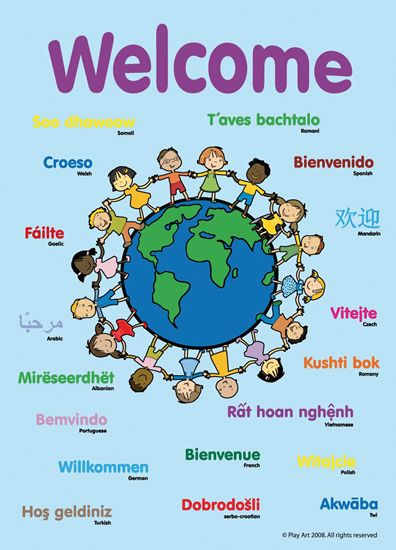 Welcome
Soo dhawoow
Somali
T'aves bachtalo
Romani
Croeso
Welsh
Bienvenido
Spanish
Fáilte
Gaelic
欢迎
Mandarin
مرحبًا
Arabic
Vitejte
Czech
Mirëseerdhët
Albanian
Kushti bok
Romany
Bemvindo
Portuguese
Rất hoan nghệnh
Vietnamese
Willkommen
German
Bienvenue
French
Witajcie
Polish
Hoş geldiniz
Turkish
Dobrodošli
serbo-croatian
Akwāba
Twi
© Play Art 2008. All rights reserved